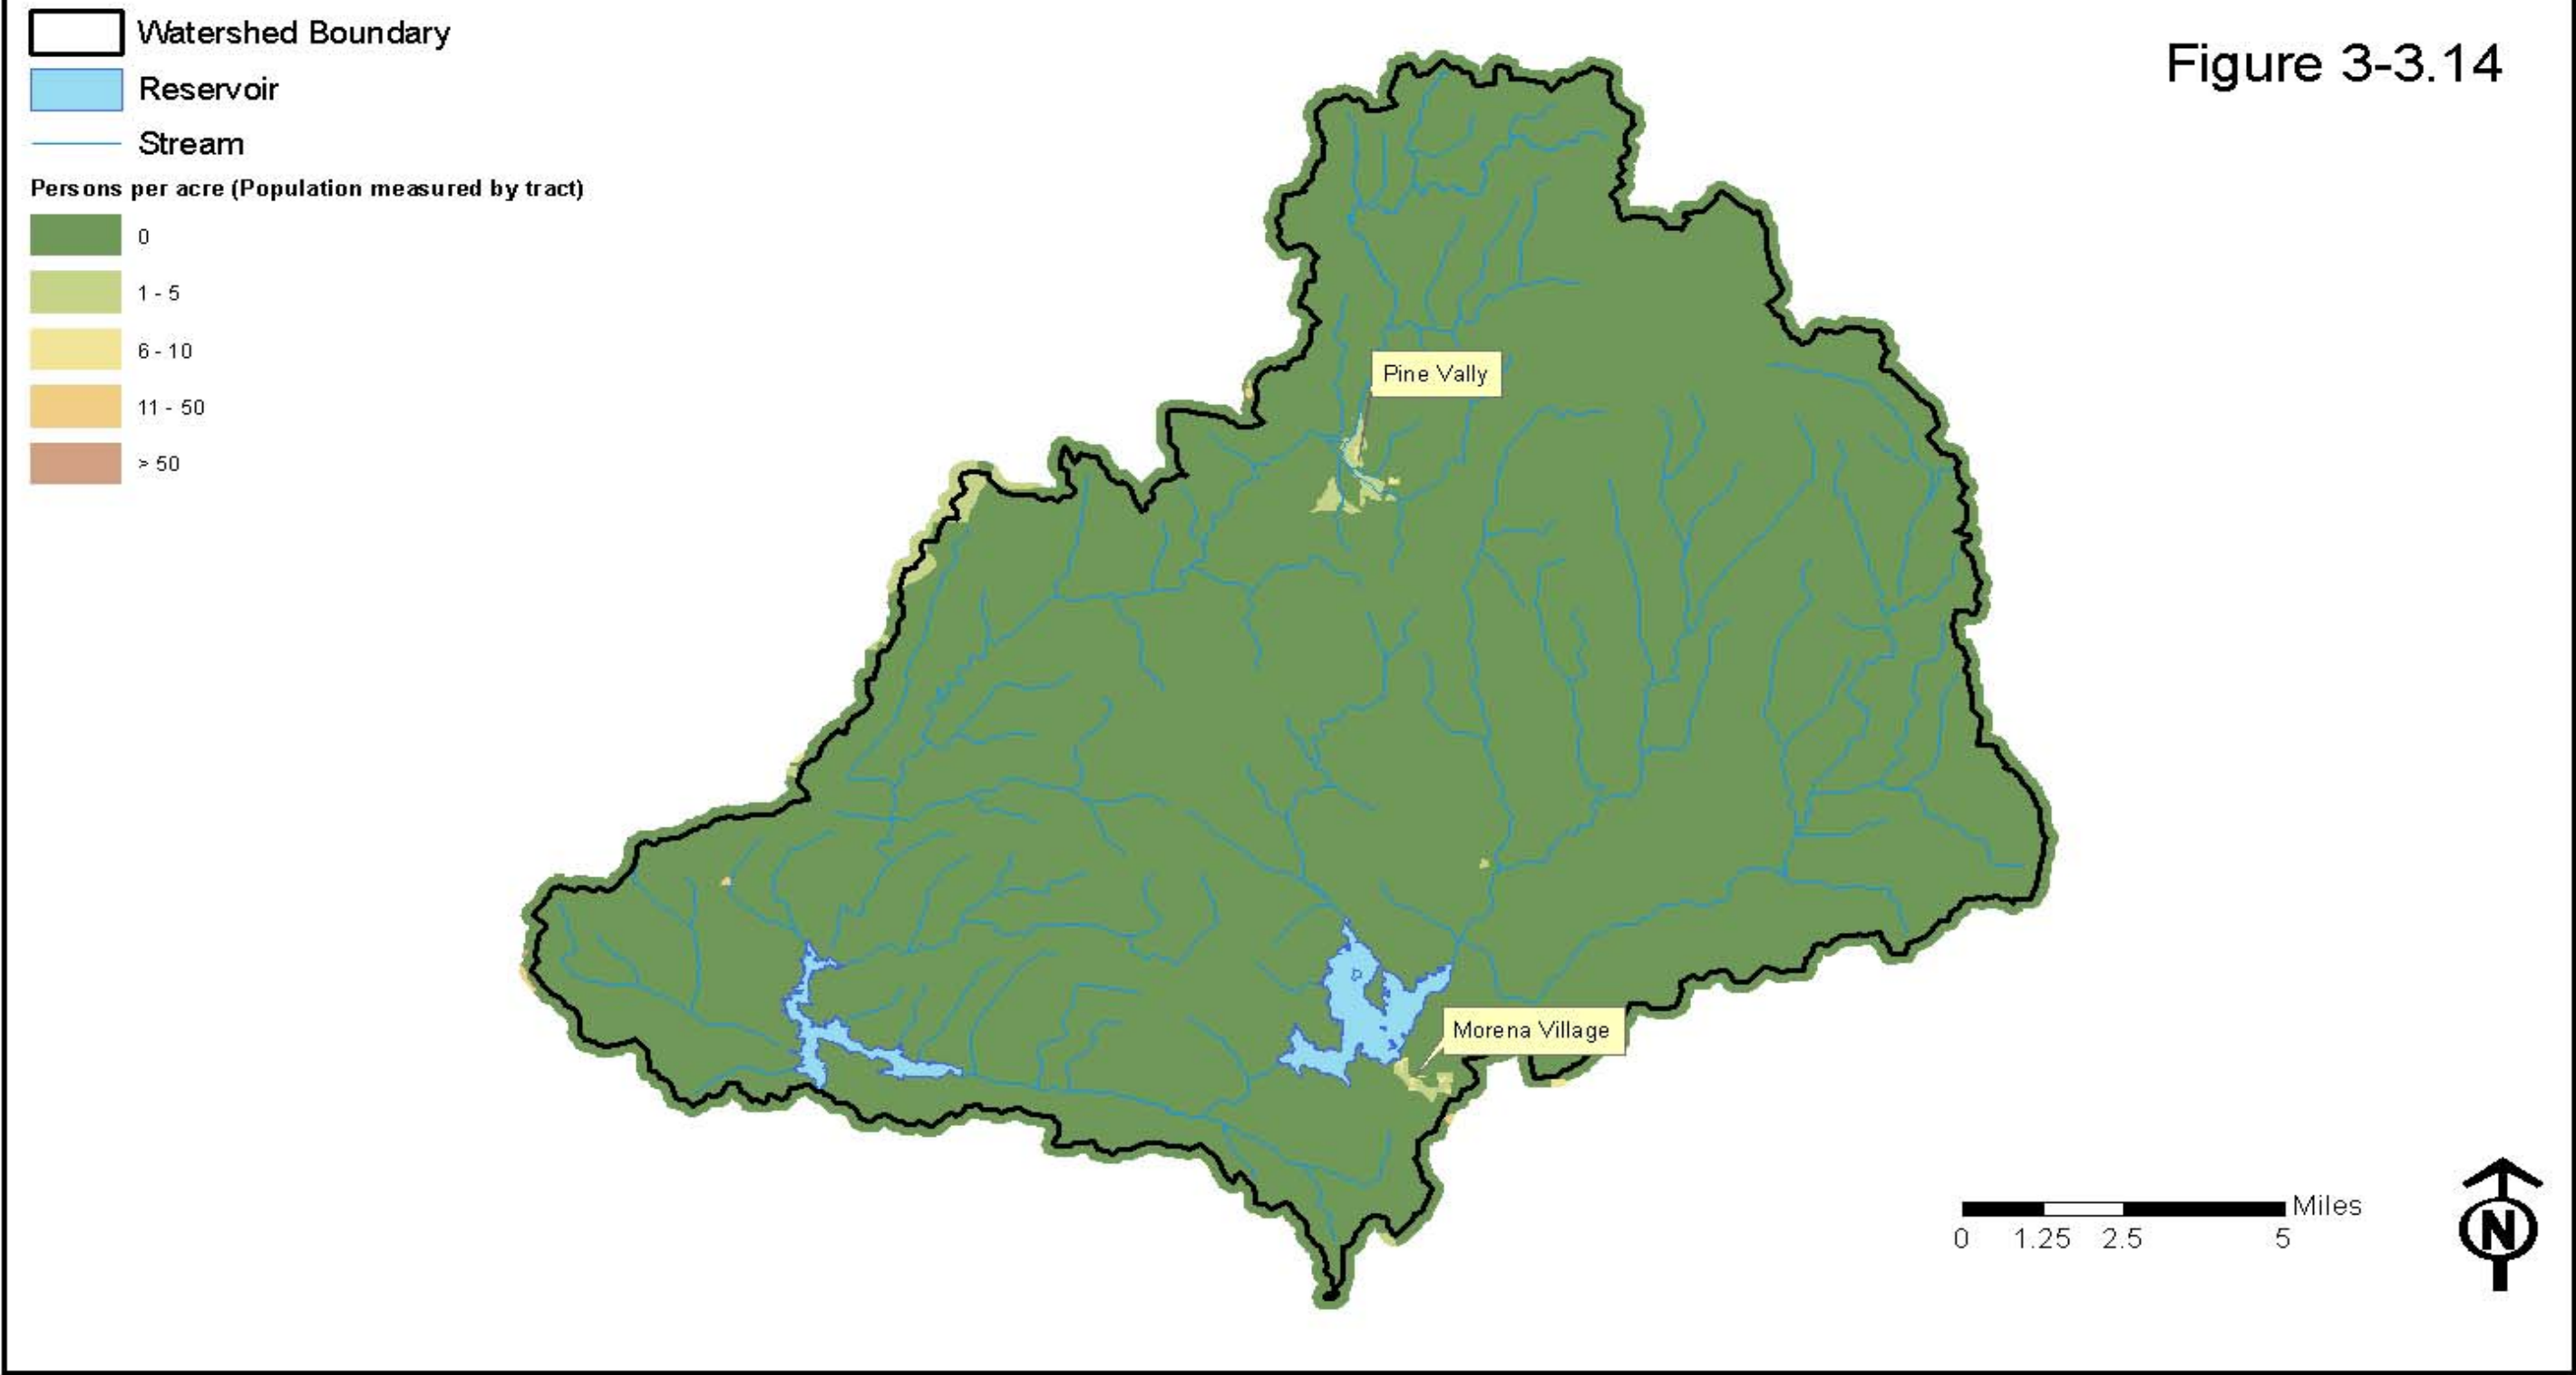 Watershed Boundary
Reservoir
Stream
Persons per acre (Population measured by tract)
0
1 - 5
6 - 10
11 - 50
> 50
Figure 3-3.14
Pine Vally
Morena Village
Miles
0 1.25 2.5 5
N